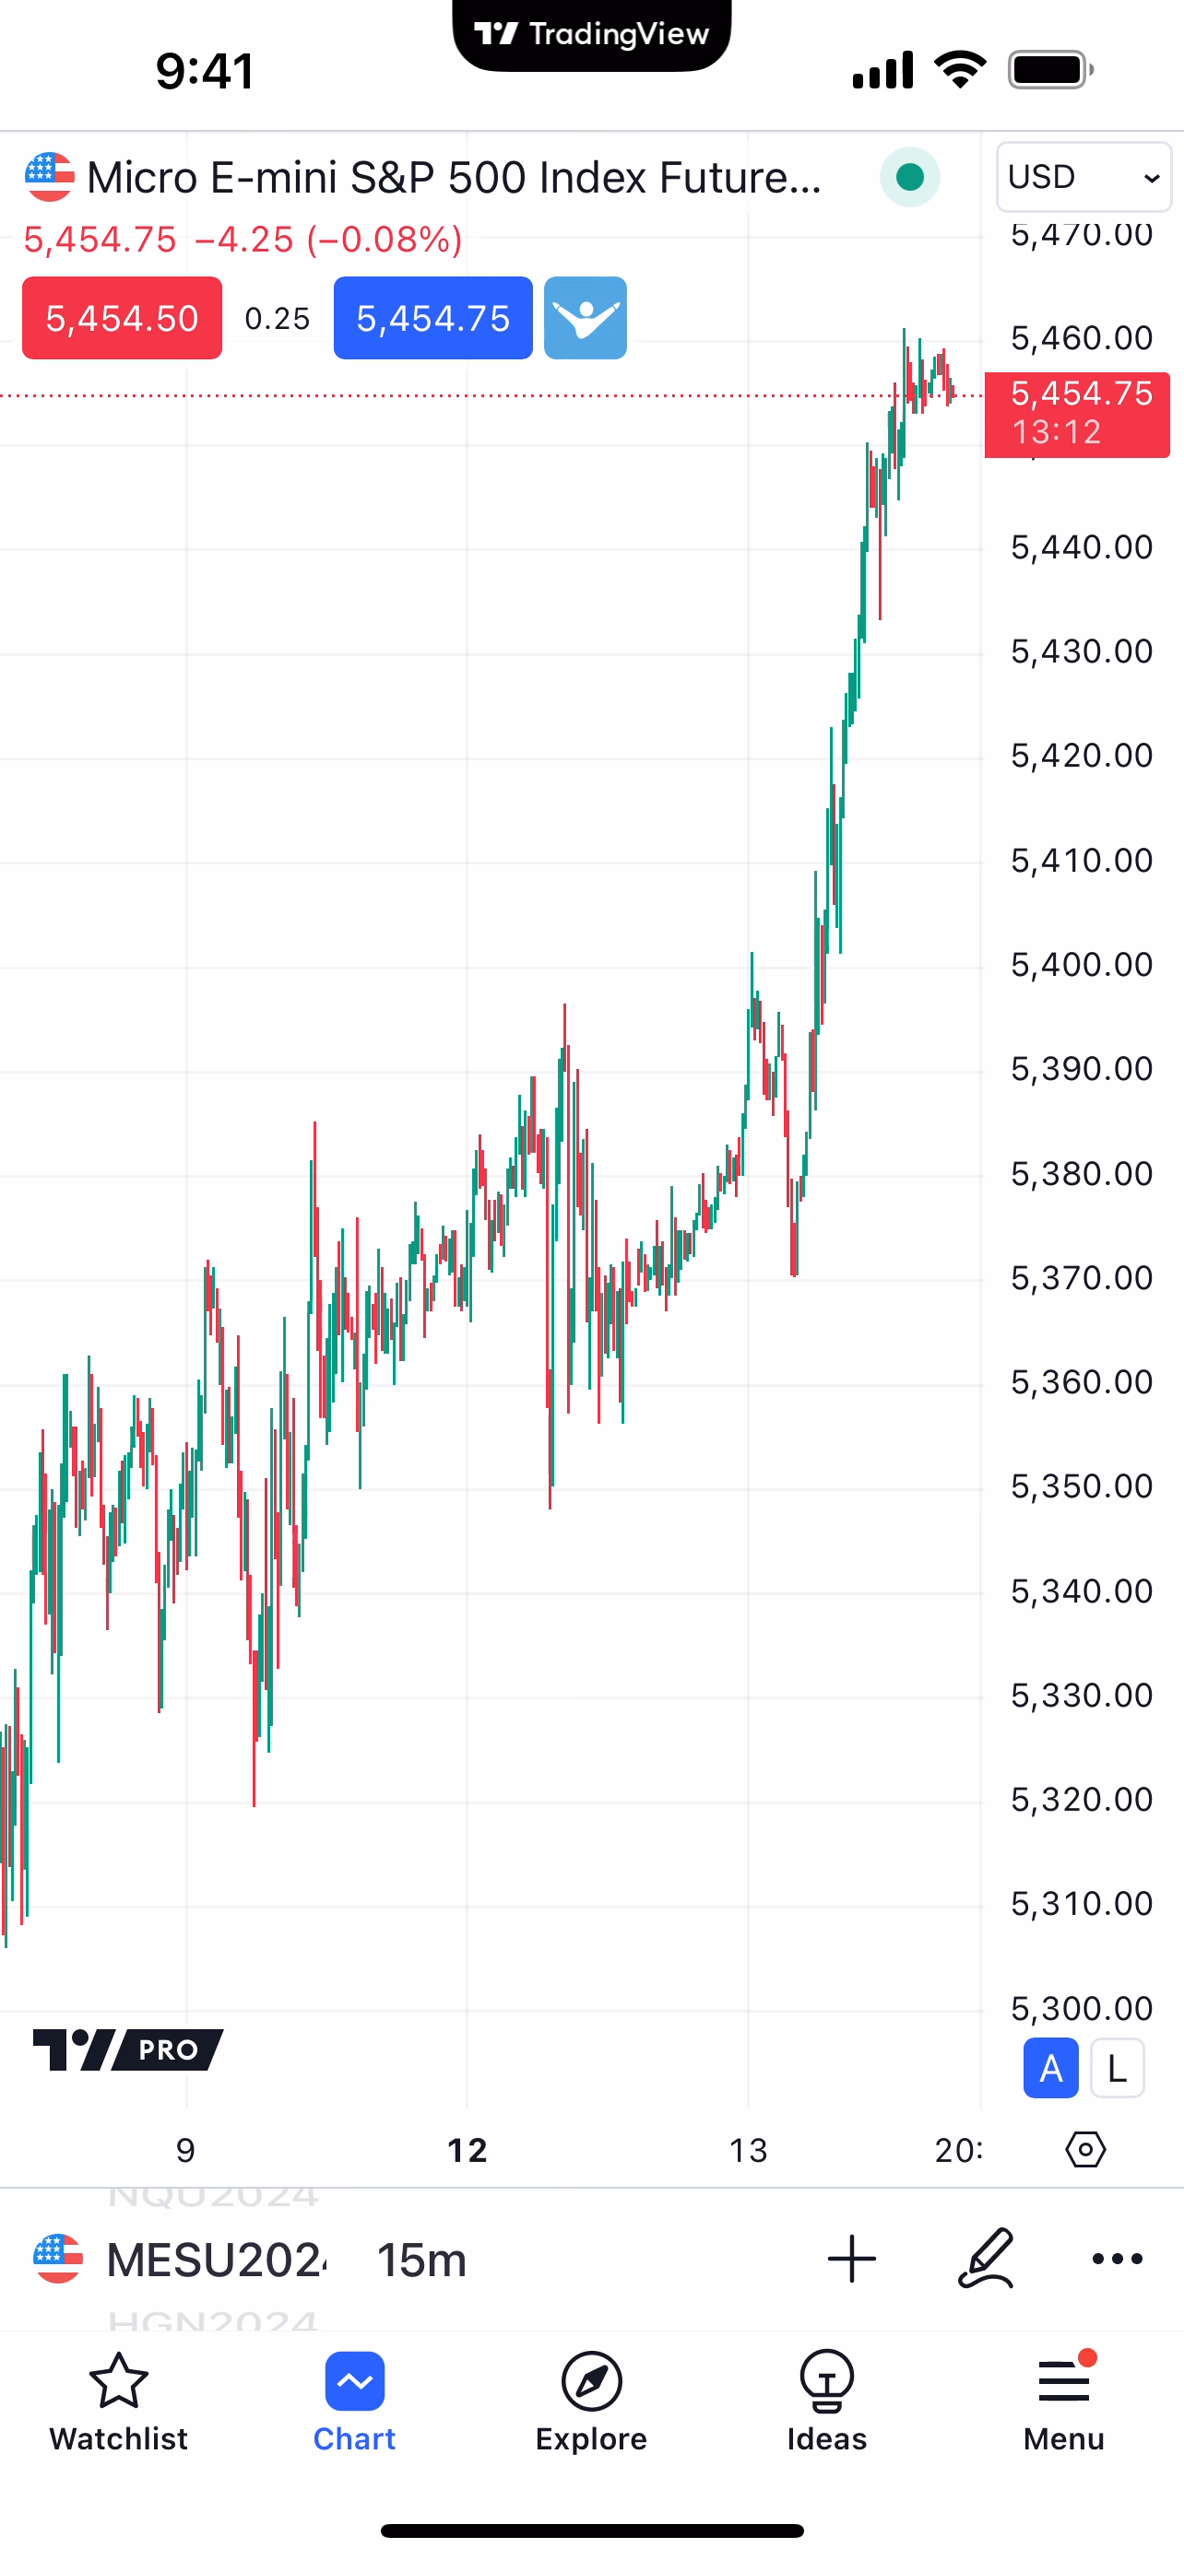 TradingView
9:41
Micro E-mini S&P 500 Index Future...
USD
5,454.75 −4.25 (−0.08%)
5,454.50 0.25 5,454.75
5,470.00
5,460.00
5,454.75
13:12
5,440.00
5,430.00
5,420.00
5,410.00
5,400.00
5,390.00
5,380.00
5,370.00
5,360.00
5,350.00
5,340.00
5,330.00
5,320.00
5,310.00
5,300.00
PRO
A L
9 12 13 20:
NQU2024
MESU202 15m
HGN2024
Watchlist Chart Explore Ideas Menu